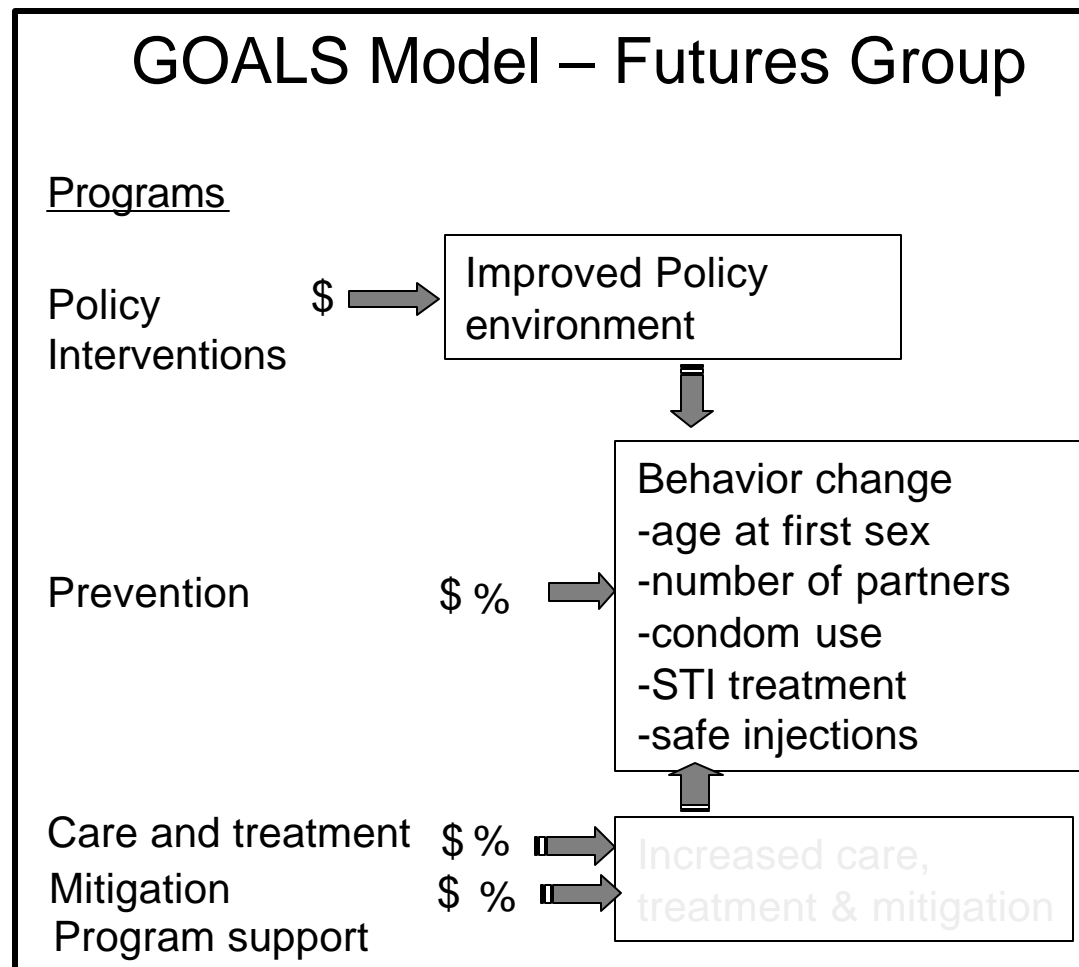 GOALS Model – Futures Group
Programs
Policy
Interventions
$
Improved Policy
environment
Prevention
$ %
Behavior change
-age at first sex
-number of partners
-condom use
-STI treatment
-safe injections
Care and treatment
$ %
Mitigation
$ %
Program support
Increased care,
treatment & mitigation